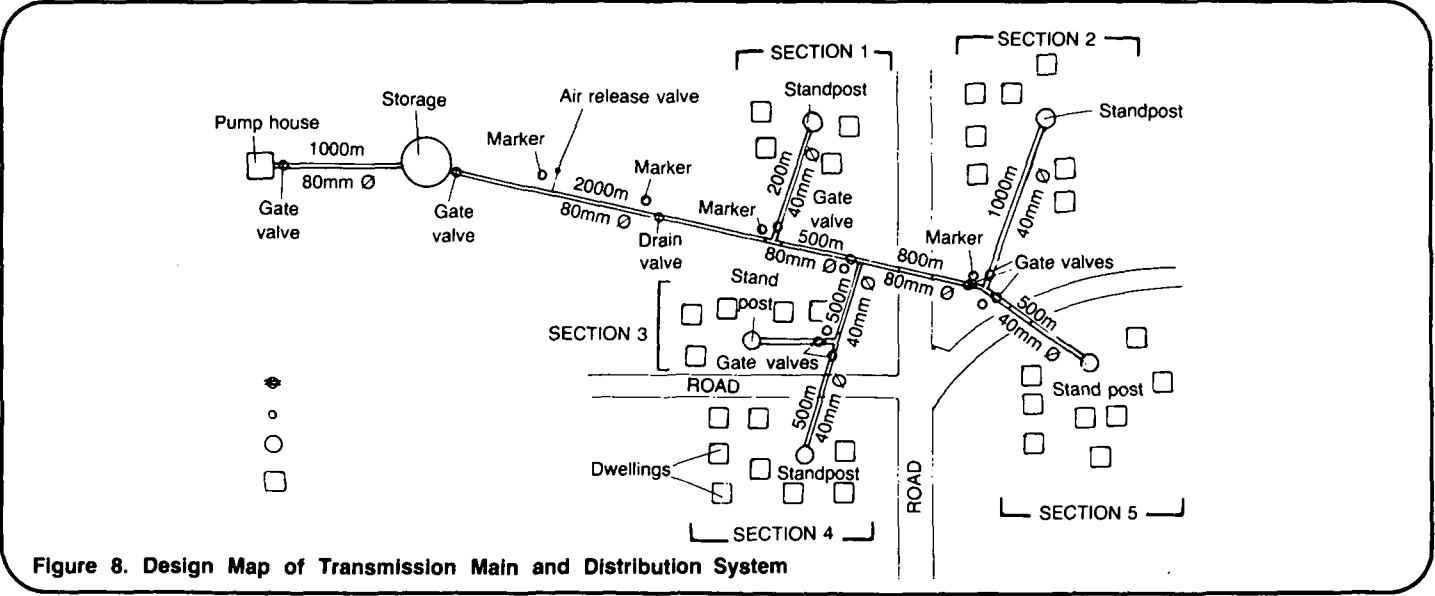 SECTION 1
SECTION 2
Storage
Air release valve
Standpost
Standpost
Pump house
Marker
1000m
80mm Ø
Marker
200m
40mm Ø
1000m
40mm Ø
2000m
80mm Ø
Gate
valve
Gate
valve
Gate
valve
Marker
Drain
valve
500m
80mm Ø
Marker
800m
80mm Ø
Gate valves
Stand
post
500m
40mm Ø
500m
40mm Ø
SECTION 3
Gate valves
ROAD
Stand post
500m
40mm Ø
Dwellings
Standpost
ROAD
SECTION 4
SECTION 5
Figure 8. Design Map of Transmission Main and Distribution System